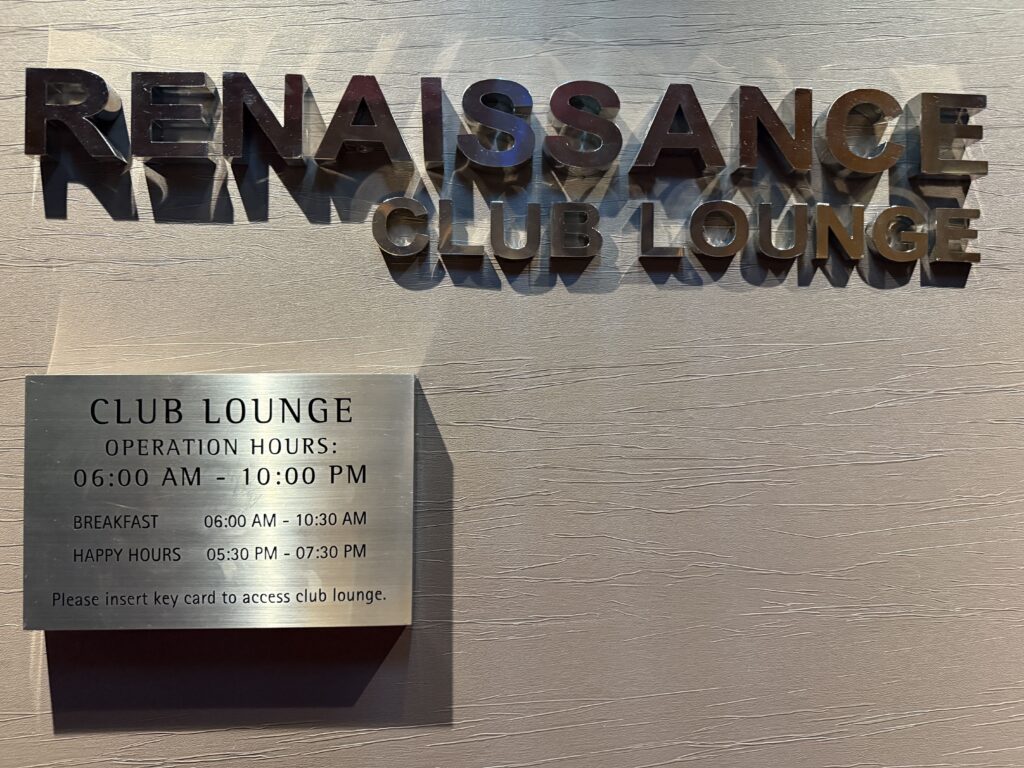 RENAISSANCE
CLUB LOUNGE
CLUB LOUNGE
OPERATION HOURS:
06:00 AM - 10:00 PM
BREAKFAST 06:00 AM - 10:30 AM
HAPPY HOURS 05:30 PM - 07:30 PM
Please insert key card to access club lounge.